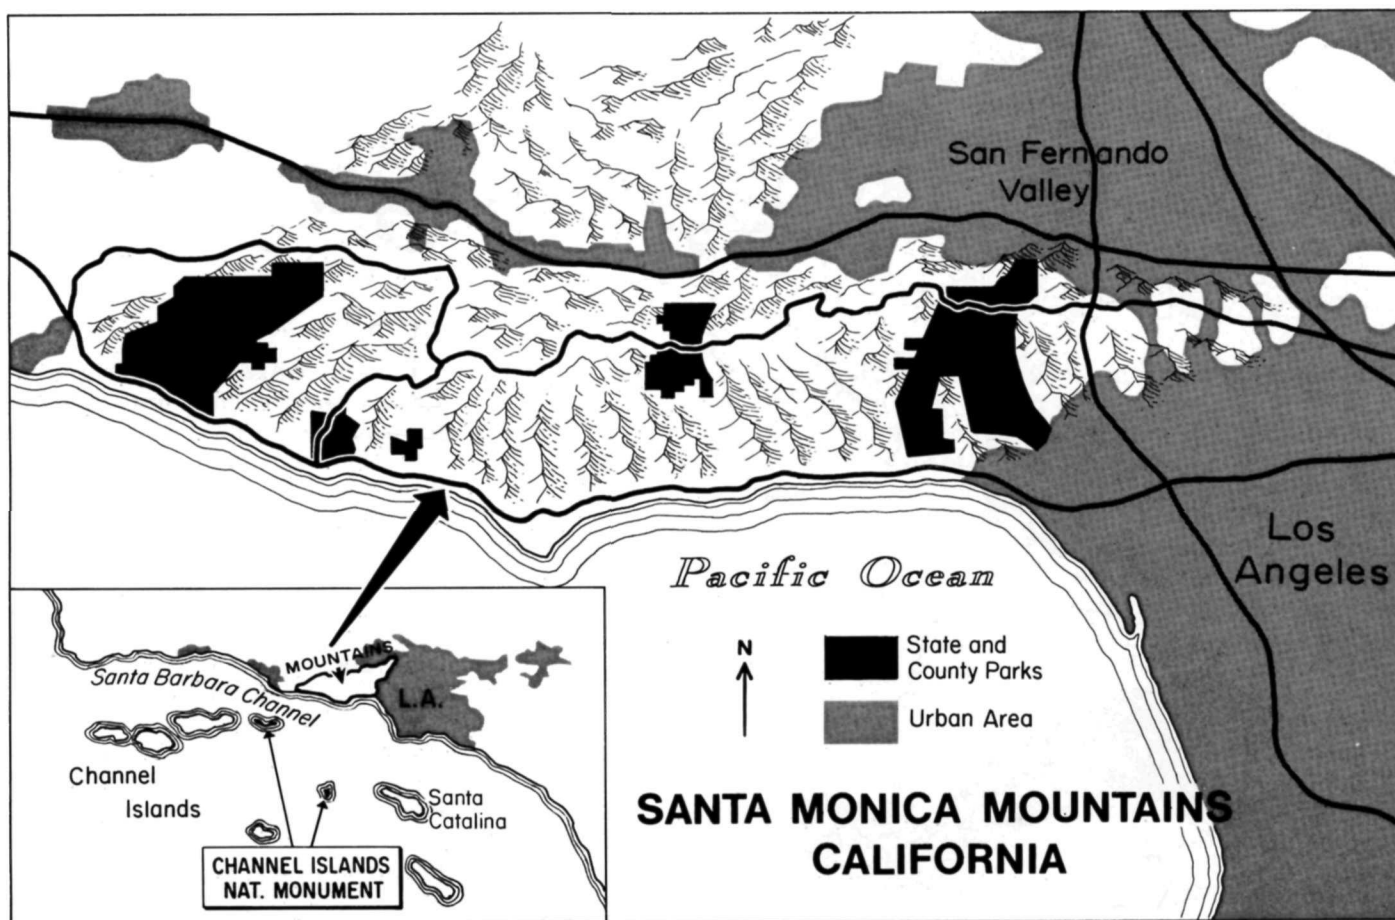 San Fernando
Valley
Los
Angeles
Pacific Ocean
N
State and
County Parks
Urban Area
SANTA MONICA MOUNTAINS
CALIFORNIA
MOUNTAINS
Santa Barbara Channel
L.A.
Channel
Islands
Santa
Catalina
CHANNEL ISLANDS
NAT. MONUMENT